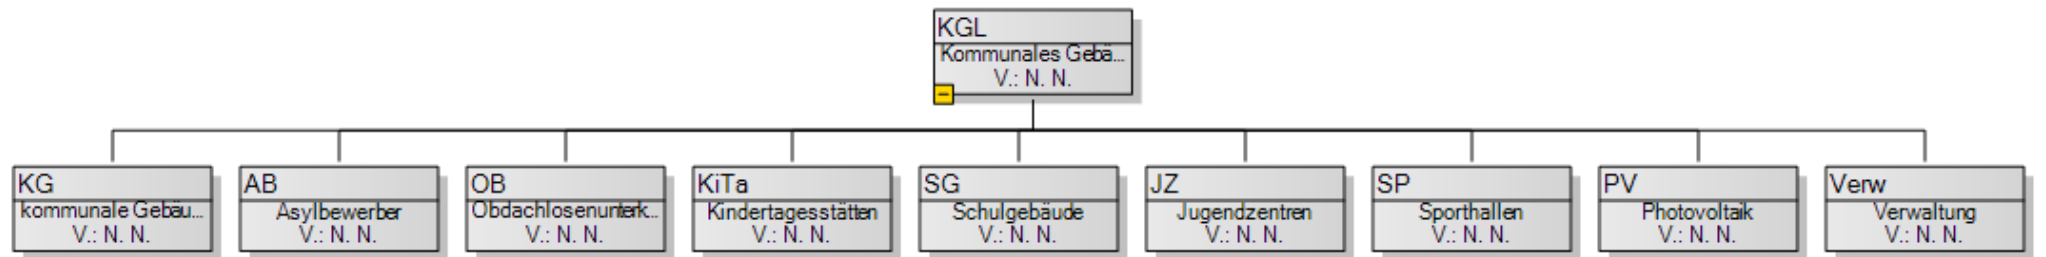 KGL
Kommunales Gebä...
V.: N. N.
KG
kommunale Gebäu...
V.: N. N.
AB
Asylbewerber
V.: N. N.
OB
Obdachlosenunterk...
V.: N. N.
KiTa
Kindertagesstätten
V.: N. N.
SG
Schulgebäude
V.: N. N.
JZ
Jugendzentren
V.: N. N.
SP
Sporthallen
V.: N. N.
PV
Photovoltaik
V.: N. N.
Verw
Verwaltung
V.: N. N.